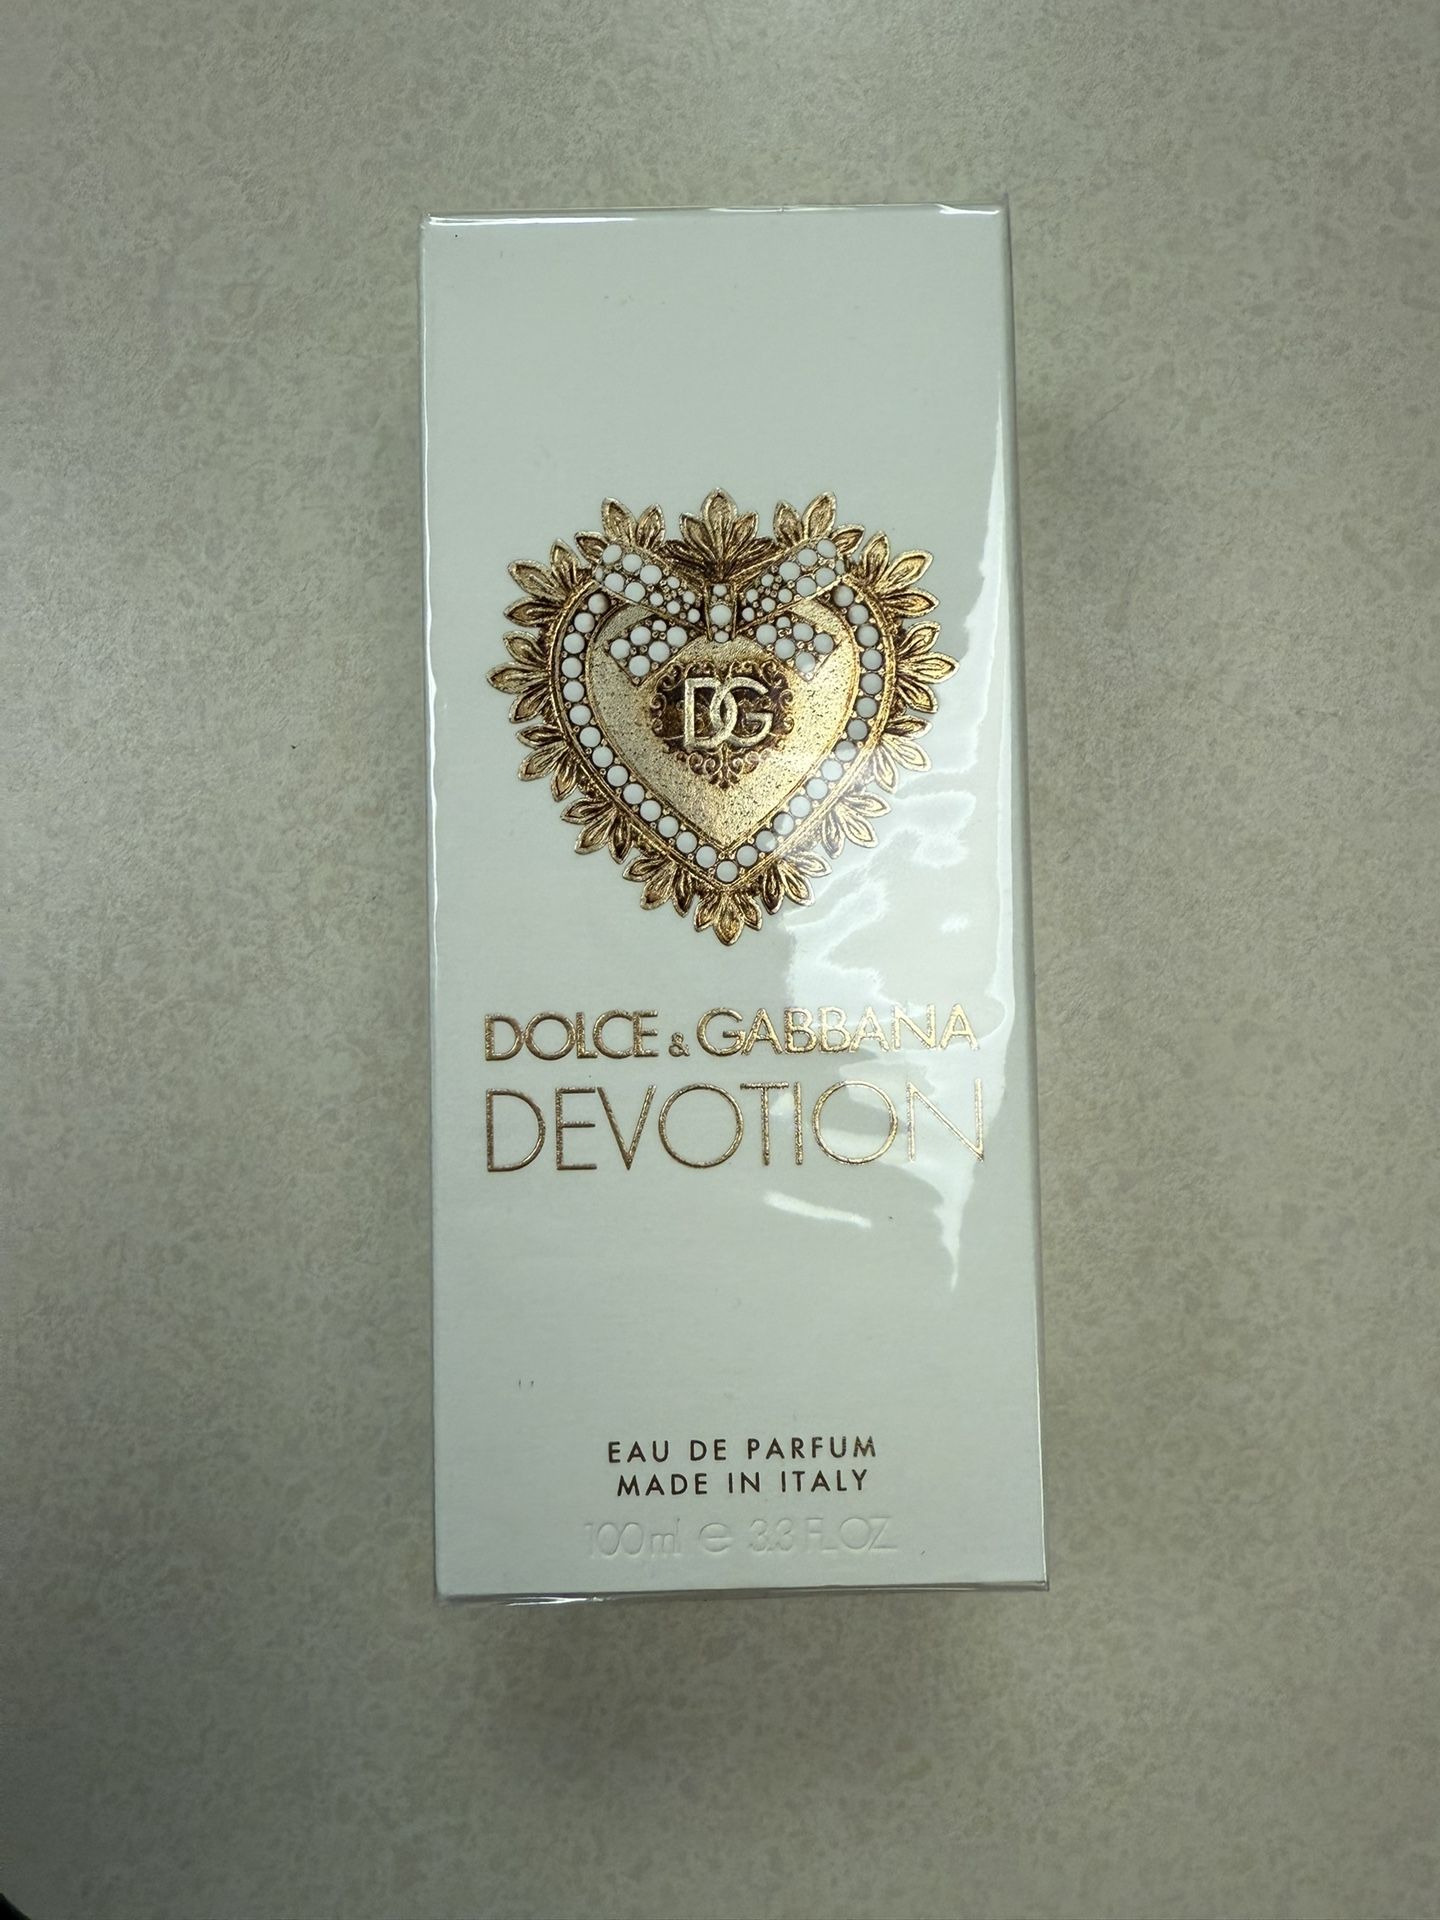 DG
DOLCE & GABBANA
DEVOTION
EAU DE PARFUM
MADE IN ITALY
100ml ℮ 3.3 FL.OZ